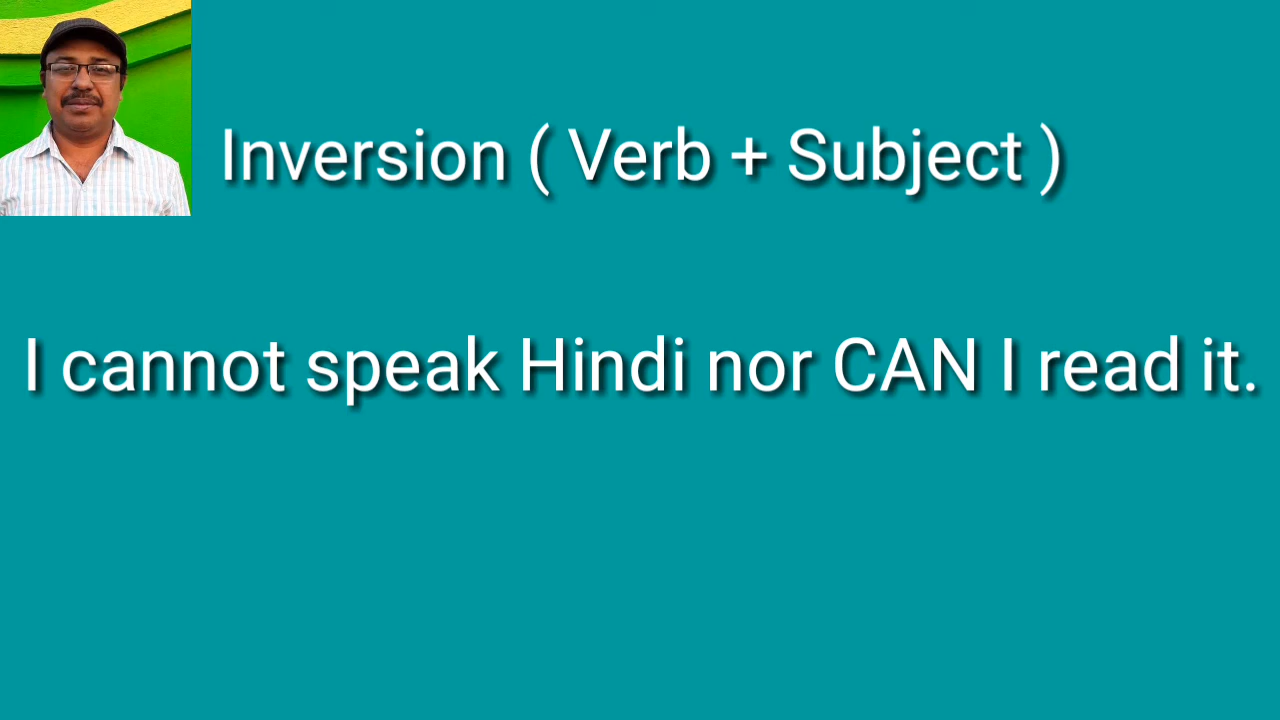 Inversion ( Verb + Subject )
I cannot speak Hindi nor CAN I read it.